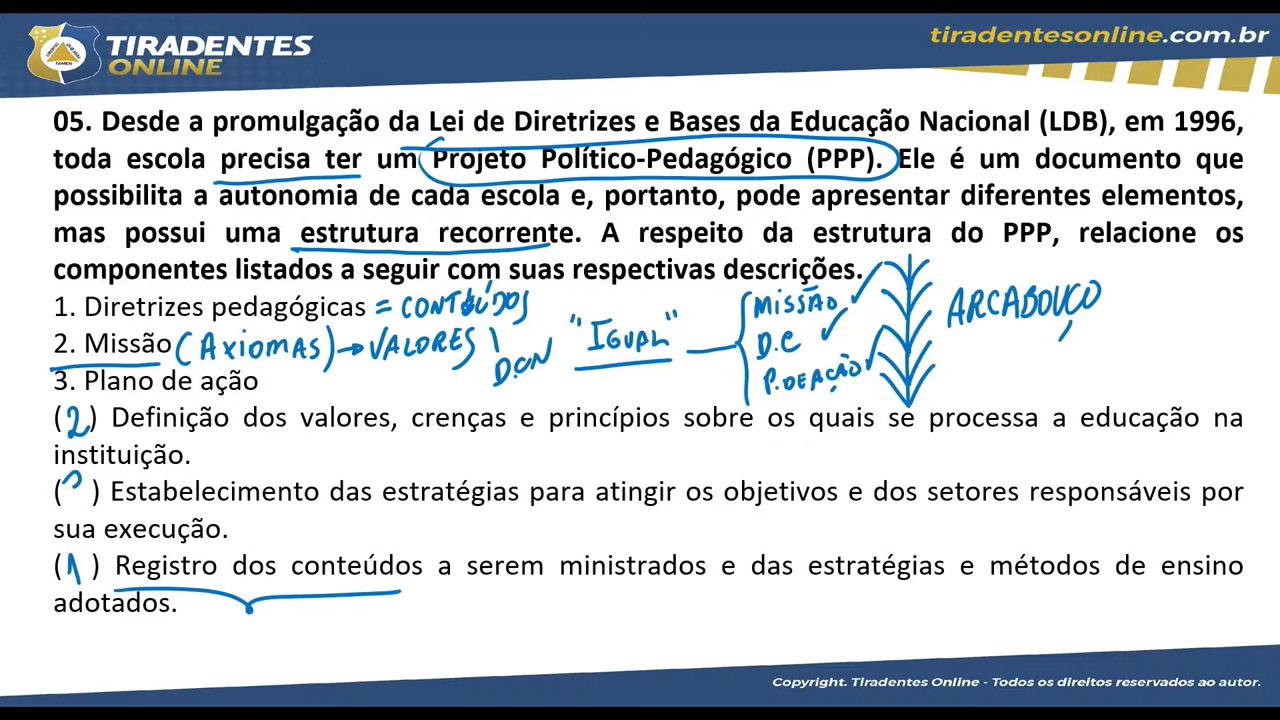 TIRADENTES
ONLINE
tiradentesonline.com.br
05. Desde a promulgação da Lei de Diretrizes e Bases da Educação Nacional (LDB), em 1996,
toda escola precisa ter um Projeto Político-Pedagógico (PPP). Ele é um documento que
possibilita a autonomia de cada escola e, portanto, pode apresentar diferentes elementos,
mas possui uma estrutura recorrente. A respeito da estrutura do PPP, relacione os
componentes listados a seguir com suas respectivas descrições.
1. Diretrizes pedagógicas = CONTEÚDOS MISSÃO ARCABOUÇO
2. Missão (AXIOMAS) → VALORES DCN "IGUAL" D.C
3. Plano de ação P. DE AÇÃO
(2) Definição dos valores, crenças e princípios sobre os quais se processa a educação na
instituição.
( ) Estabelecimento das estratégias para atingir os objetivos e dos setores responsáveis por
sua execução.
(1) Registro dos conteúdos a serem ministrados e das estratégias e métodos de ensino
adotados.
Copyright. Tiradentes Online - Todos os direitos reservados ao autor.